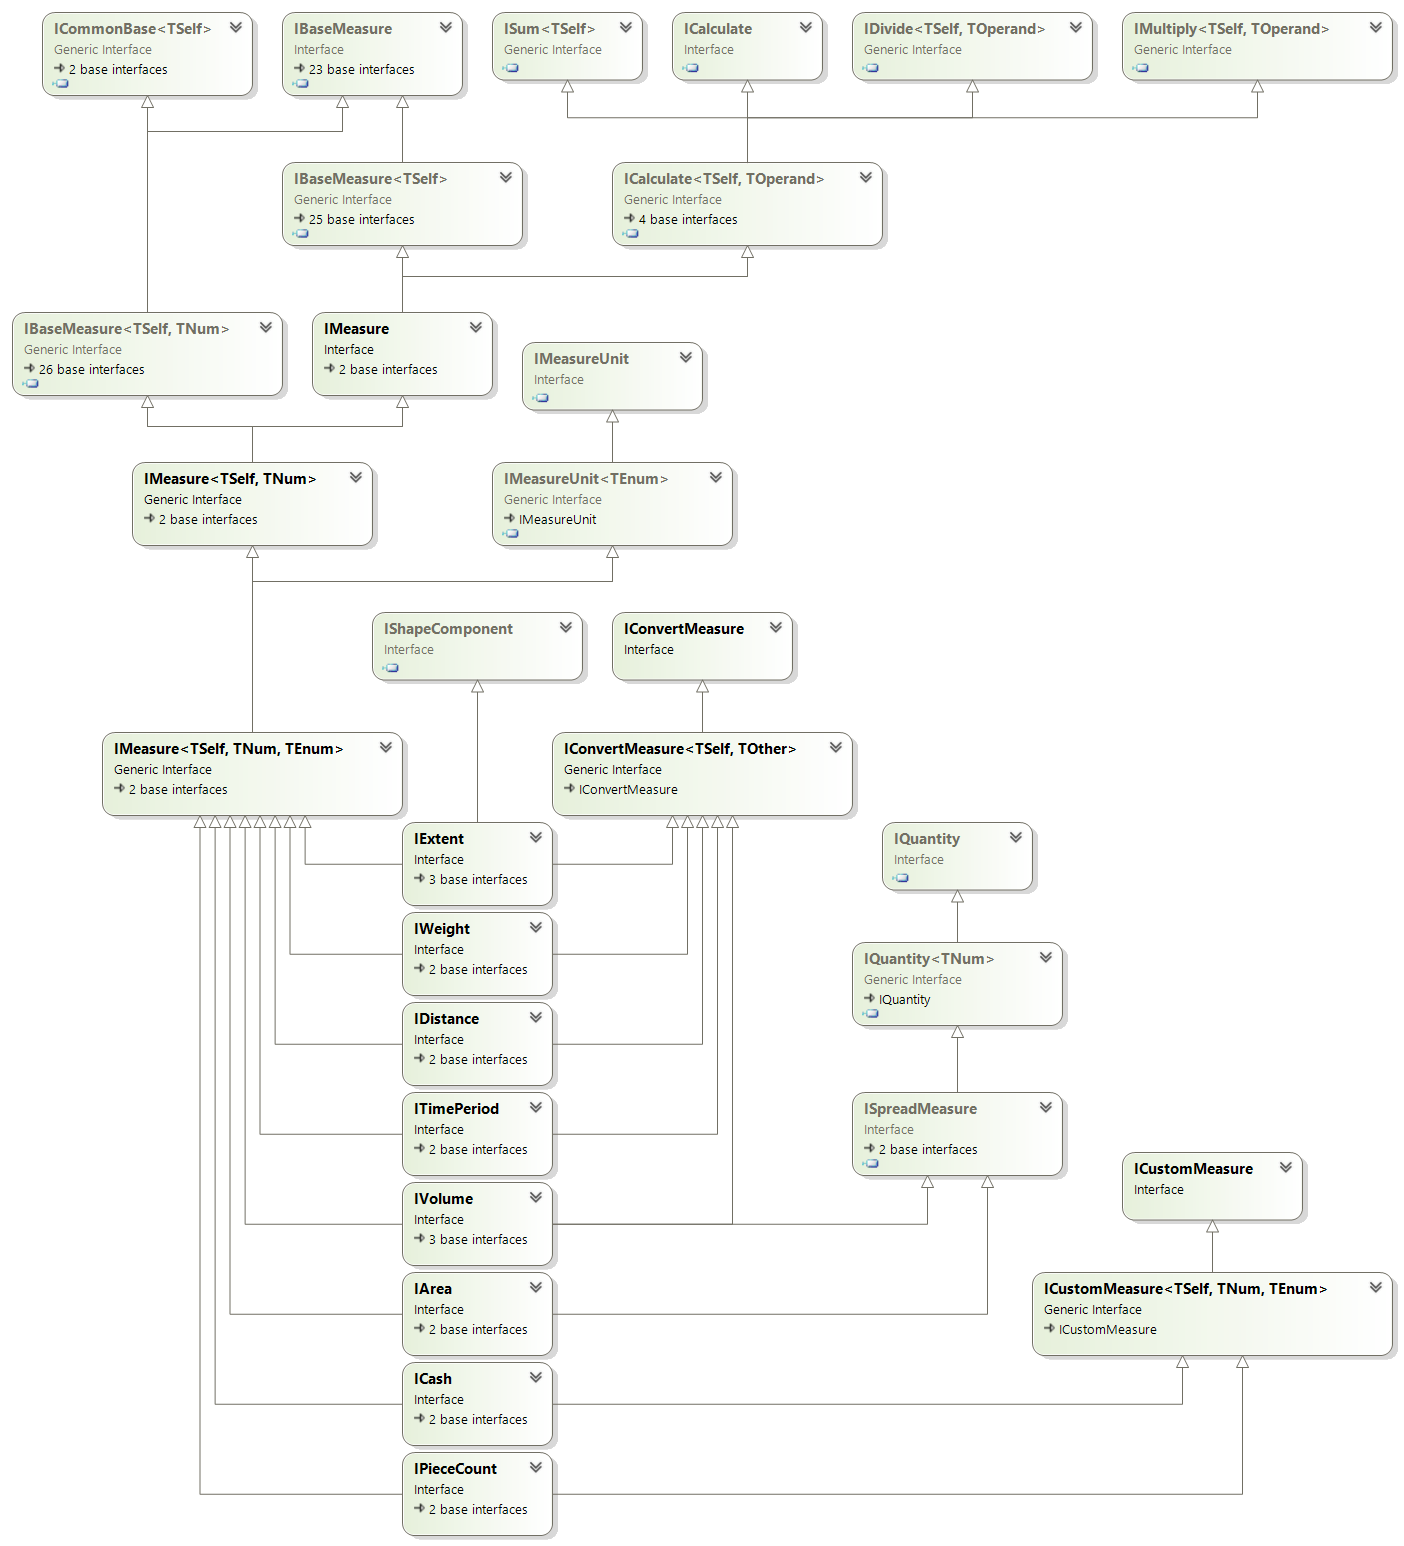 ICommonBase<TSelf>
Generic Interface
2 base interfaces
IBaseMeasure
Interface
23 base interfaces
ISum<TSelf>
Generic Interface
ICalculate
Interface
IDivide<TSelf, TOperand>
Generic Interface
IMultiply<TSelf, TOperand>
Generic Interface
IBaseMeasure<TSelf>
Generic Interface
25 base interfaces
ICalculate<TSelf, TOperand>
Generic Interface
4 base interfaces
IBaseMeasure<TSelf, TNum>
Generic Interface
26 base interfaces
IMeasure
Interface
2 base interfaces
IMeasureUnit
Interface
IMeasure<TSelf, TNum>
Generic Interface
2 base interfaces
IMeasureUnit<TEnum>
Generic Interface
IMeasureUnit
IShapeComponent
Interface
IConvertMeasure
Interface
IMeasure<TSelf, TNum, TEnum>
Generic Interface
2 base interfaces
IConvertMeasure<TSelf, TOther>
Generic Interface
IConvertMeasure
IExtent
Interface
3 base interfaces
IQuantity
Interface
IWeight
Interface
2 base interfaces
IQuantity<TNum>
Generic Interface
IQuantity
IDistance
Interface
2 base interfaces
ITimePeriod
Interface
2 base interfaces
ISpreadMeasure
Interface
2 base interfaces
ICustomMeasure
Interface
IVolume
Interface
3 base interfaces
IArea
Interface
2 base interfaces
ICustomMeasure<TSelf, TNum, TEnum>
Generic Interface
ICustomMeasure
ICash
Interface
2 base interfaces
IPieceCount
Interface
2 base interfaces